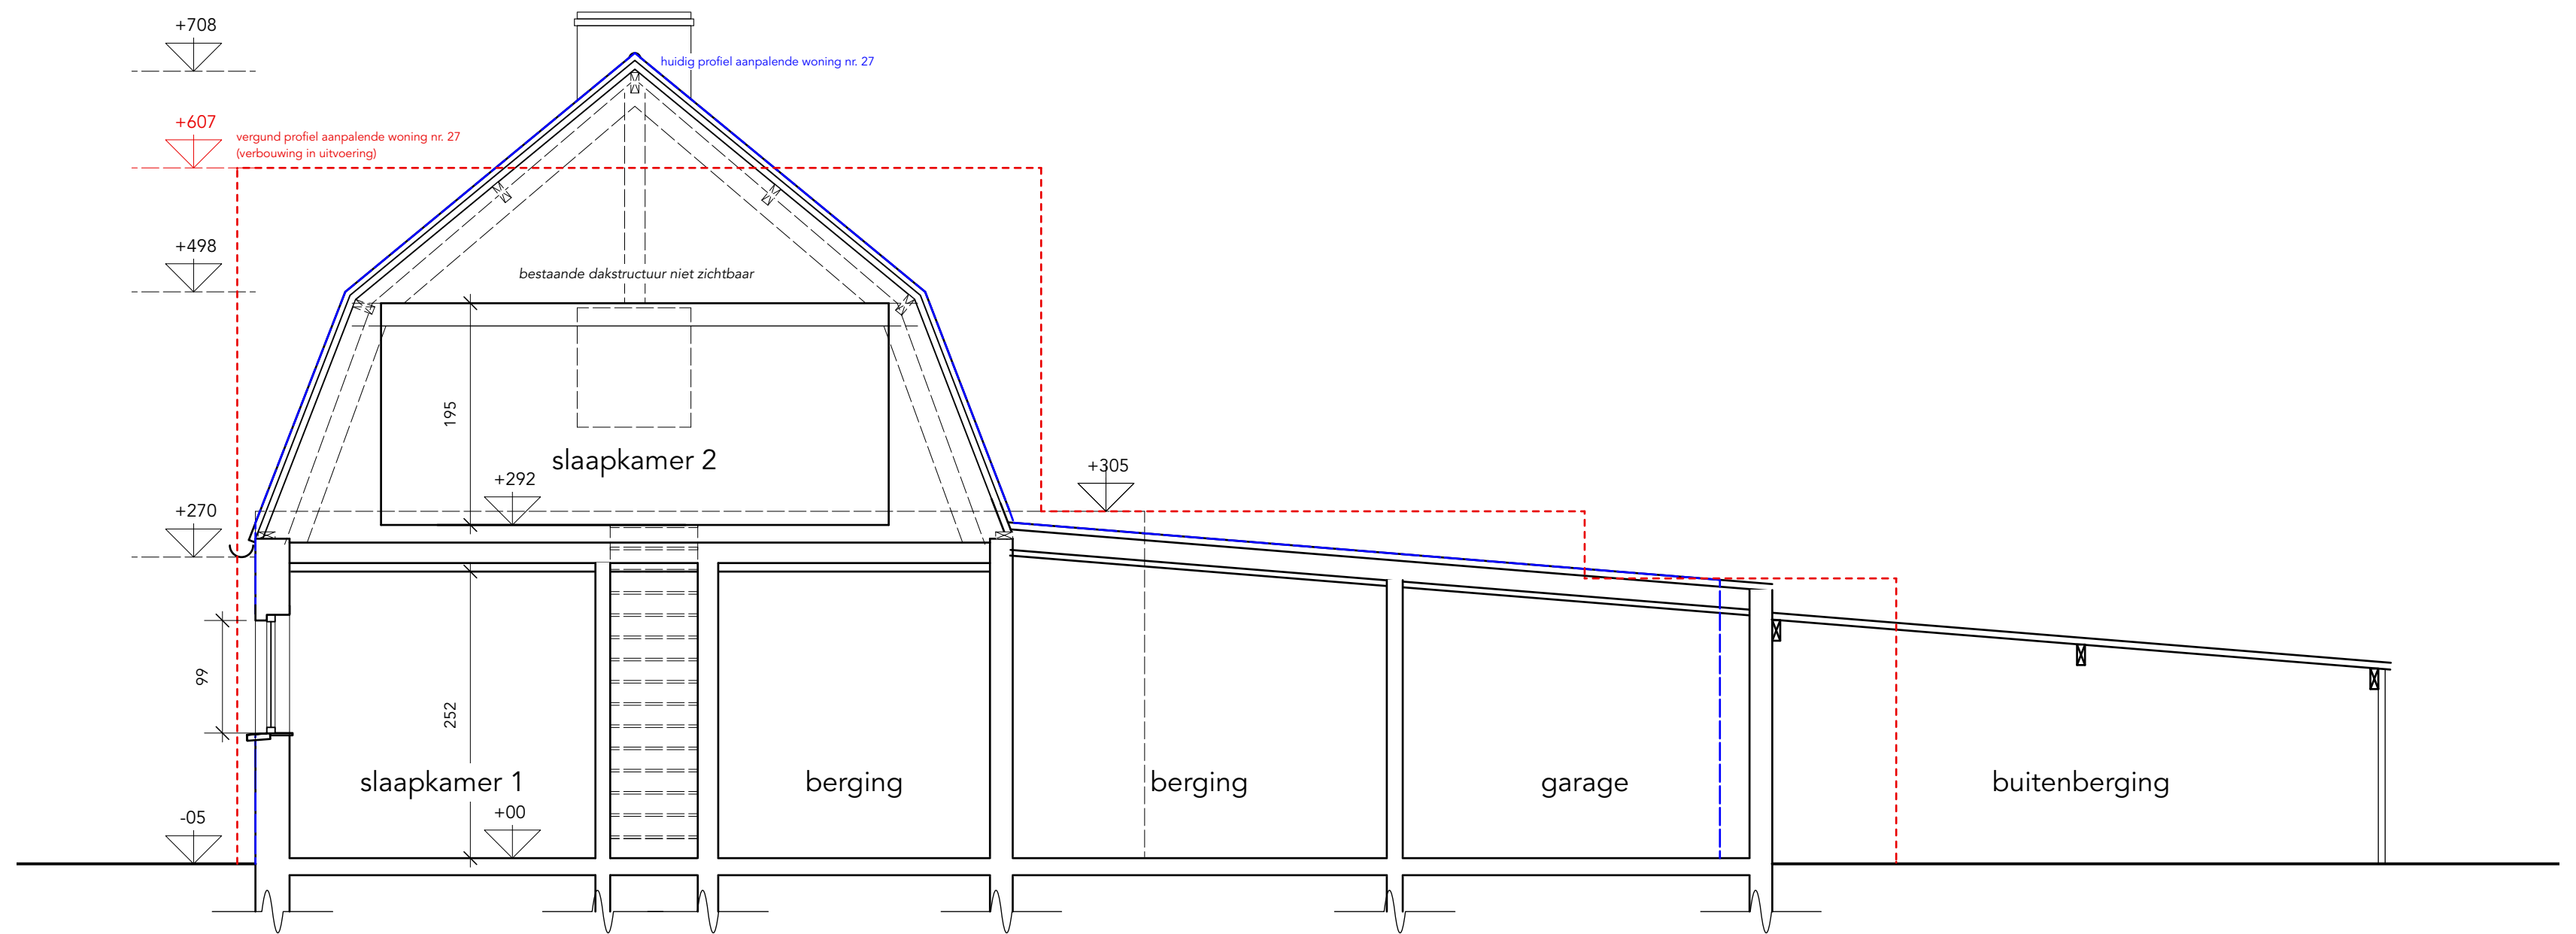 +708
huidig profiel aanpalende woning nr. 27
+607
vergund profiel aanpalende woning nr. 27
(verbouwing in uitvoering)
+498
bestaande dakstructuur niet zichtbaar
195
slaapkamer 2
+292
+305
+270
99
252
slaapkamer 1
berging
berging
garage
buitenberging
-05
+00